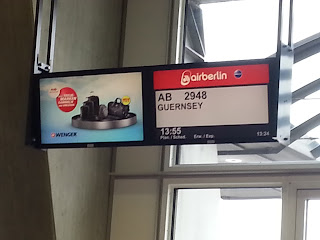 WENGER
airberlin
AB 2948
GUERNSEY
13:55
13:24
Plan / Sched. Erw. / Exp.